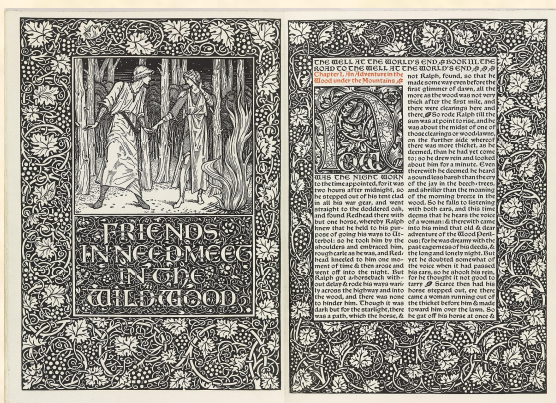 FRIENDS
IN NEED MEET
IN THE
WILDWOOD.
THE WELL AT THE WORLD'S END. BOOK III. THE
ROAD TO THE WELL AT THE WORLD'S END.
Chapter I. An Adventure in the
Wood under the Mountains.
Now
WAS THE NIGHT WORN
to the time appointed, for it was
two hours after midnight, so
he stepped out of his tent clad
in all his war gear, and went
straight to the doddered oak,
and found Redhead there with
but one horse, whereby Ralph
knew that he held to his pur-
pose of going his ways to Ut-
terbol: so he took him by the
shoulders and embraced him,
rough carle as he was, and Red-
head kneeled to him one mo-
ment of time & then arose and
went off into the night. But
Ralph got a-horseback with-
out delay & rode his ways wari-
ly across the highway and into
the wood, and there was none
to hinder him. Though it was
dark but for the starlight, there
was a path, which the horse, &
not Ralph, found, so that he
made some way even before the
first glimmer of dawn, all the
more as the wood was not very
thick after the first mile, and
there were clearings here and
there. So rode Ralph till the
sun was at point to rise, and he
was about the midst of one of
those clearings or wood-lawns,
on the further side whereof
there was more thicket, as he
deemed, than he had yet come
to; so he drew rein and looked
about him for a minute. Even
therewith he deemed he heard
a sound less harsh than the cry
of the jay in the beech-trees,
and shriller than the moaning
of the morning breeze in the
wood. So he falls to listening
with both ears, and this time
deems that he hears the voice
of a woman: & therewith came
into his mind that old & dear
adventure of the Wood Peril-
ous; for he was dreamy with the
past eagerness of his deeds, &
the long and lonely night. But
yet he doubted somewhat of
the voice when it had passed
his ears, so he shook his rein,
for he thought it not good to
tarry. Scarce then had his
horse stepped out, ere there
came a woman running out of
the thicket before him & made
toward him over the lawn. So
he gat off his horse at once &